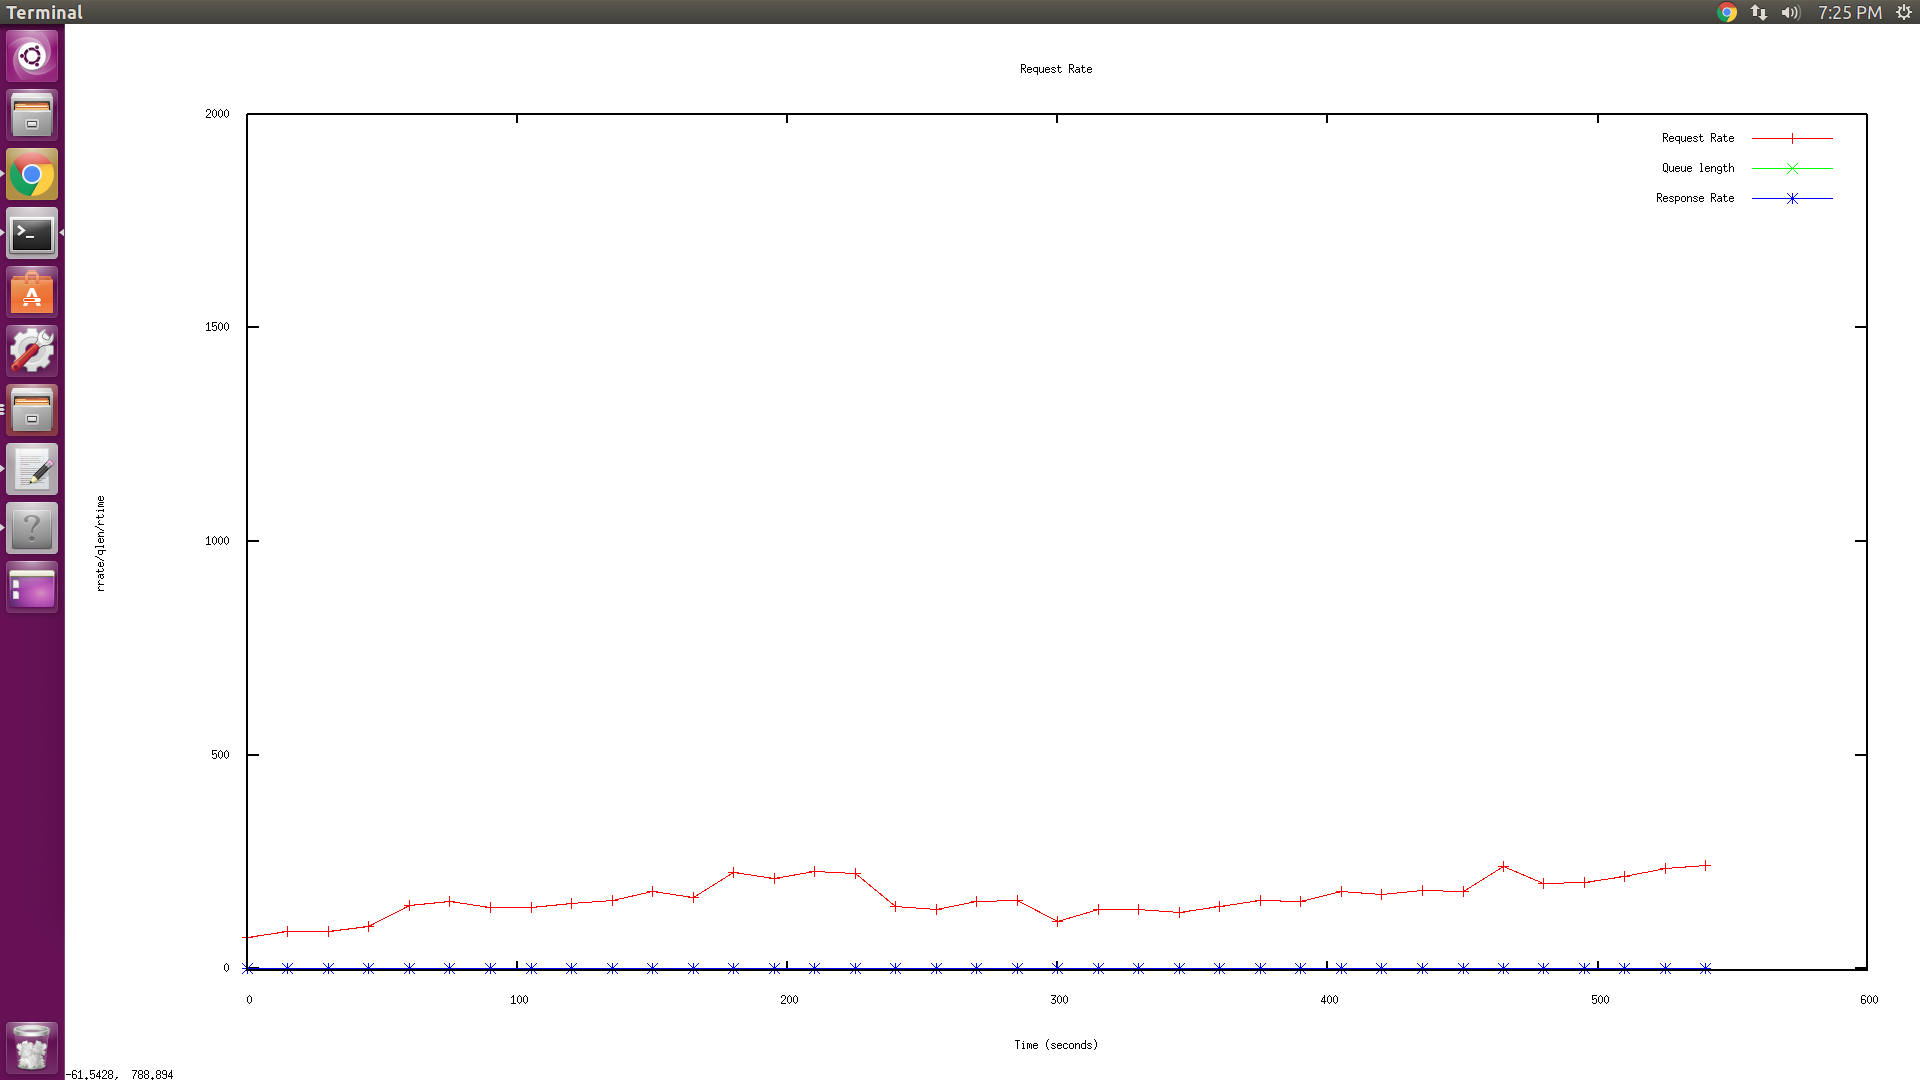 Terminal
7:25 PM
Request Rate
2000
Request Rate
Queue length
Response Rate
1500
1000
rrate/qlen/rtime
500
0
0 100 200 300 400 500 600
Time (seconds)
-61.5428, 788.894